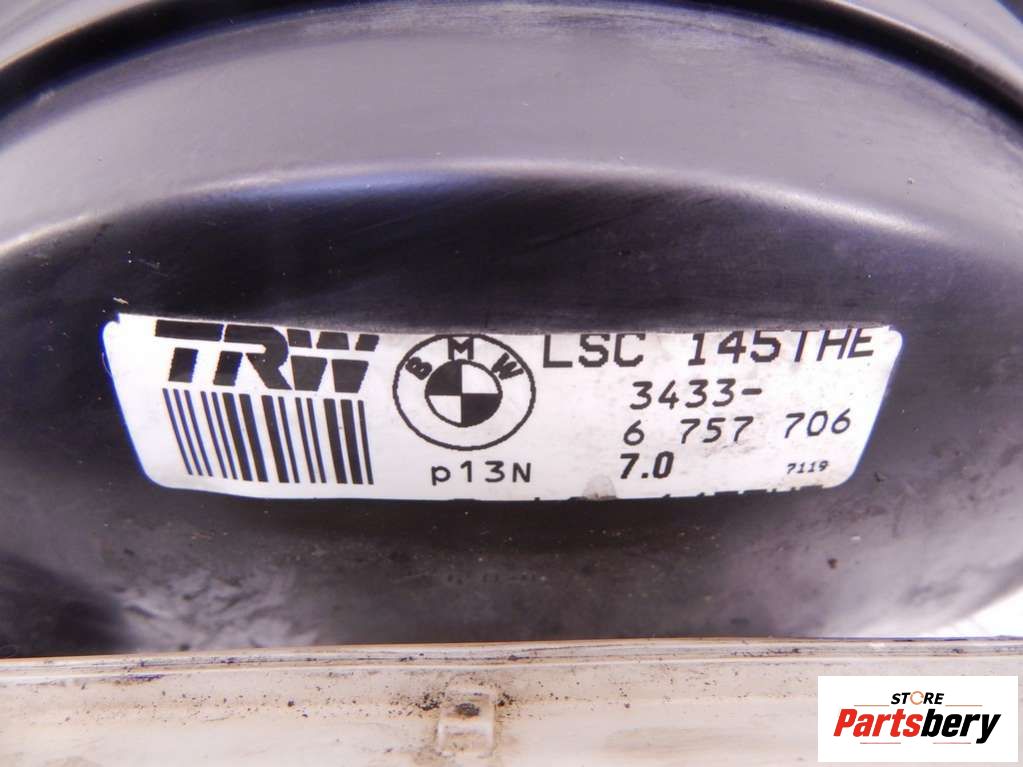 TRW
BMW
LSC 145THE
3433-
6 757 706
p13N
7.0
7119
STORE
Partsbery